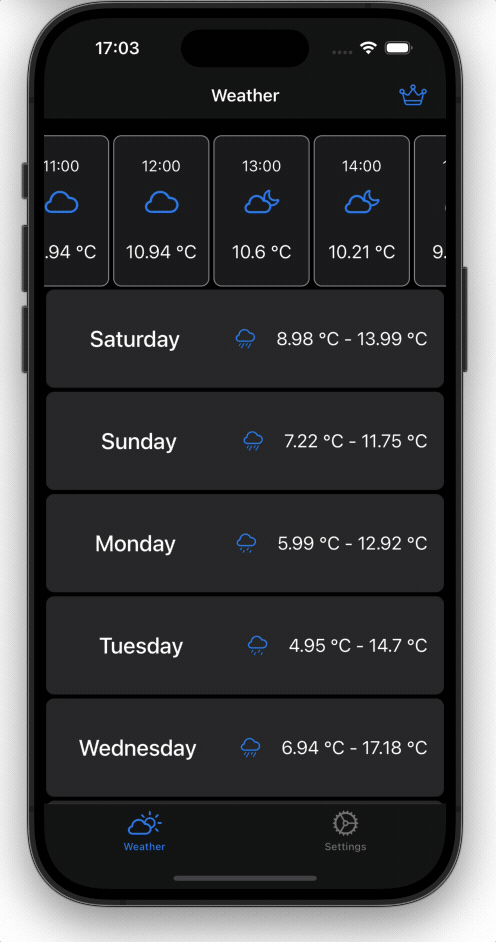 17:03
Weather
11:00 12:00 13:00 14:00
.94 °C 10.94 °C 10.6 °C 10.21 °C 9.
Saturday 8.98 °C - 13.99 °C
Sunday 7.22 °C - 11.75 °C
Monday 5.99 °C - 12.92 °C
Tuesday 4.95 °C - 14.7 °C
Wednesday 6.94 °C - 17.18 °C
Weather Settings